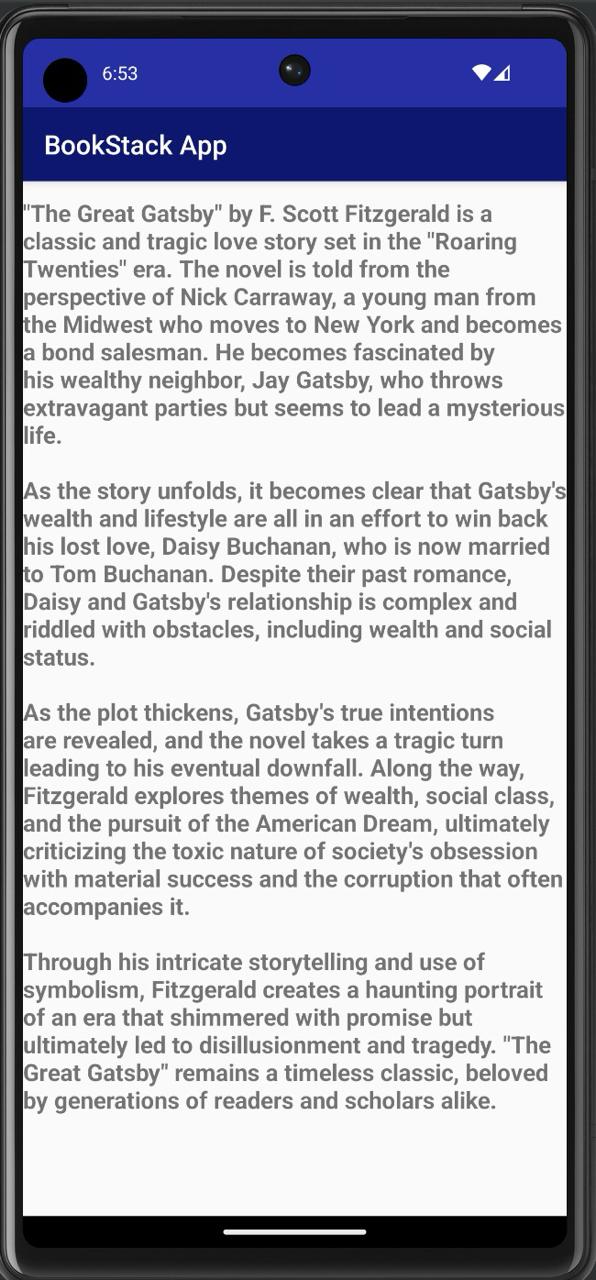 6:53
BookStack App
"The Great Gatsby" by F. Scott Fitzgerald is a
classic and tragic love story set in the "Roaring
Twenties" era. The novel is told from the
perspective of Nick Carraway, a young man from
the Midwest who moves to New York and becomes
a bond salesman. He becomes fascinated by
his wealthy neighbor, Jay Gatsby, who throws
extravagant parties but seems to lead a mysterious
life.
As the story unfolds, it becomes clear that Gatsby's
wealth and lifestyle are all in an effort to win back
his lost love, Daisy Buchanan, who is now married
to Tom Buchanan. Despite their past romance,
Daisy and Gatsby's relationship is complex and
riddled with obstacles, including wealth and social
status.
As the plot thickens, Gatsby's true intentions
are revealed, and the novel takes a tragic turn
leading to his eventual downfall. Along the way,
Fitzgerald explores themes of wealth, social class,
and the pursuit of the American Dream, ultimately
criticizing the toxic nature of society's obsession
with material success and the corruption that often
accompanies it.
Through his intricate storytelling and use of
symbolism, Fitzgerald creates a haunting portrait
of an era that shimmered with promise but
ultimately led to disillusionment and tragedy. "The
Great Gatsby" remains a timeless classic, beloved
by generations of readers and scholars alike.